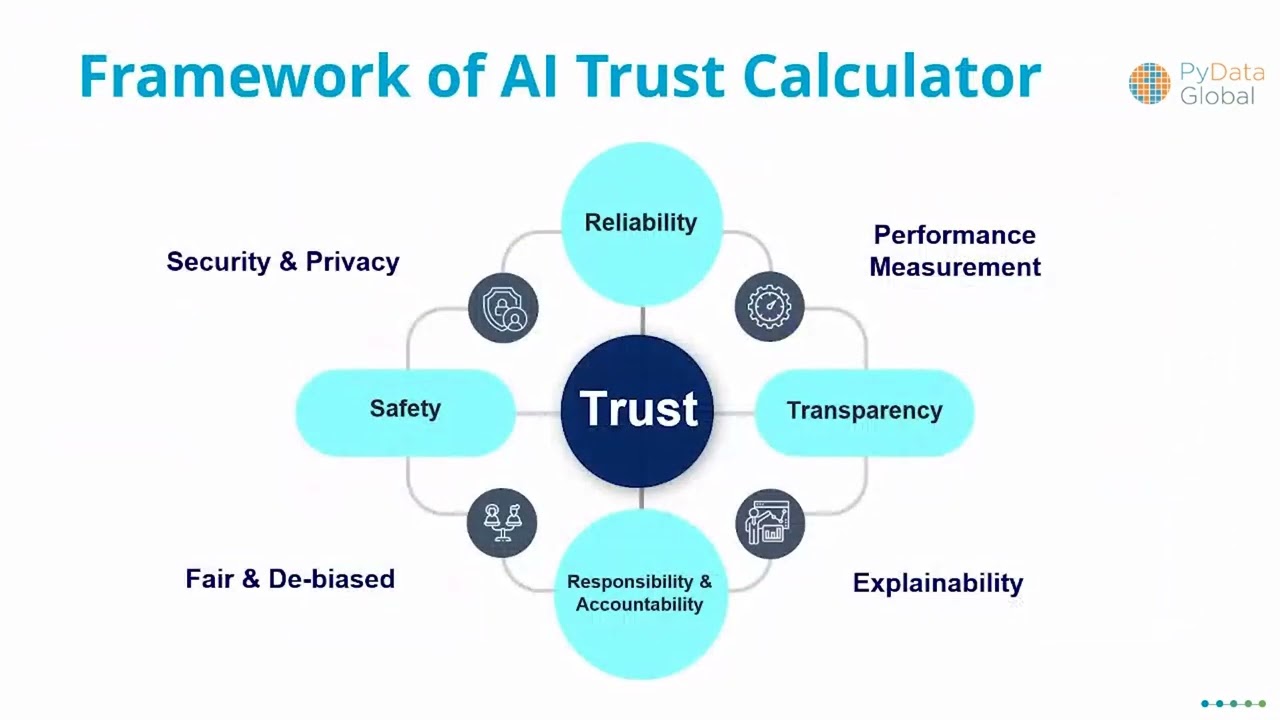 Framework of AI Trust Calculator
PyData
Global
Reliability
Security & Privacy
Performance
Measurement
Safety
Trust
Transparency
Fair & De-biased
Responsibility &
Accountability
Explainability